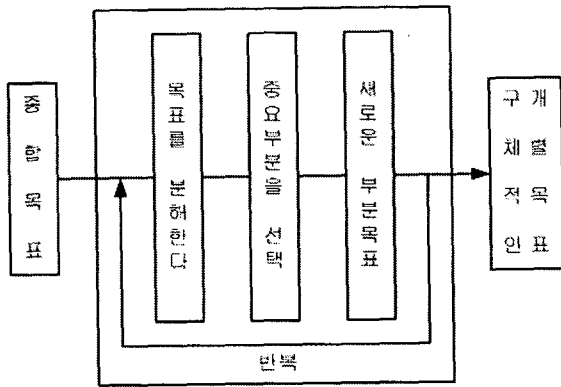 종합목표
목표를 분해한다
중요부분을 선택
새로운 부분목표
구체적인
개별목표
반복